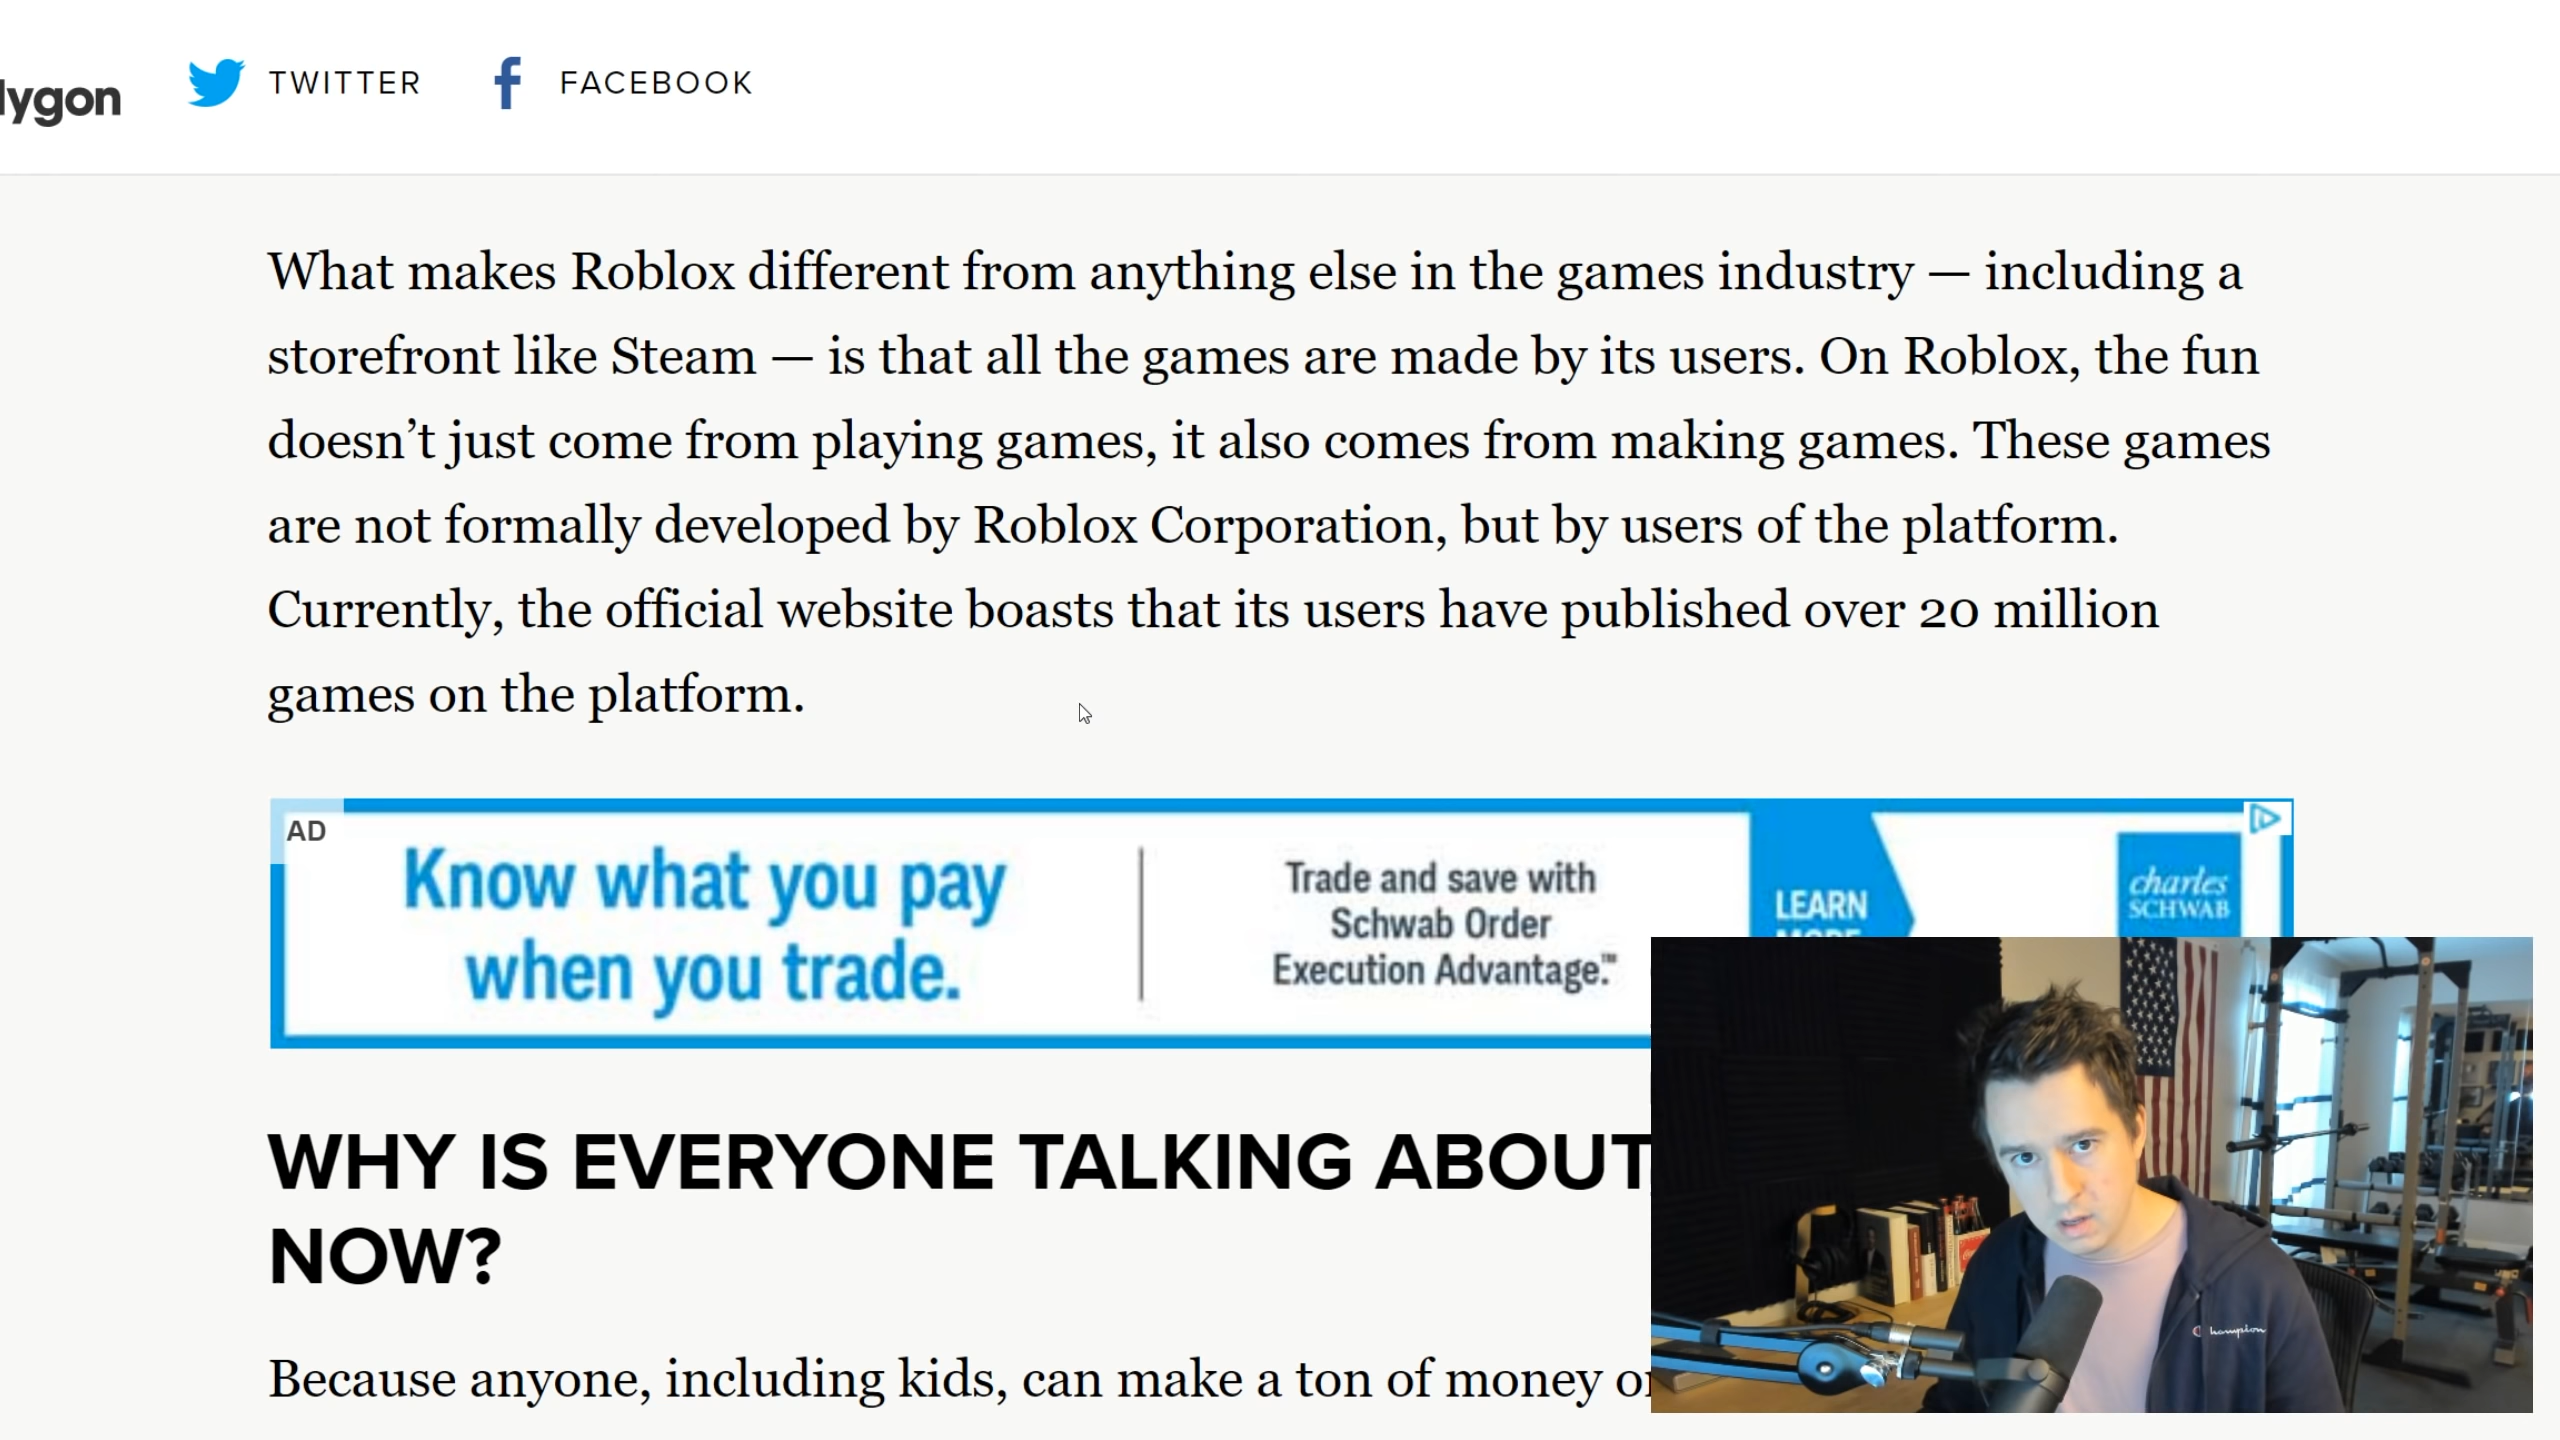 lygon
TWITTER
FACEBOOK
What makes Roblox different from anything else in the games industry — including a
storefront like Steam — is that all the games are made by its users. On Roblox, the fun
doesn’t just come from playing games, it also comes from making games. These games
are not formally developed by Roblox Corporation, but by users of the platform.
Currently, the official website boasts that its users have published over 20 million
games on the platform.
AD
Know what you pay
when you trade.
Trade and save with
Schwab Order
Execution Advantage.™
LEARN
MORE
charles
SCHWAB
WHY IS EVERYONE TALKING ABOUT
NOW?
Because anyone, including kids, can make a ton of money
Champion